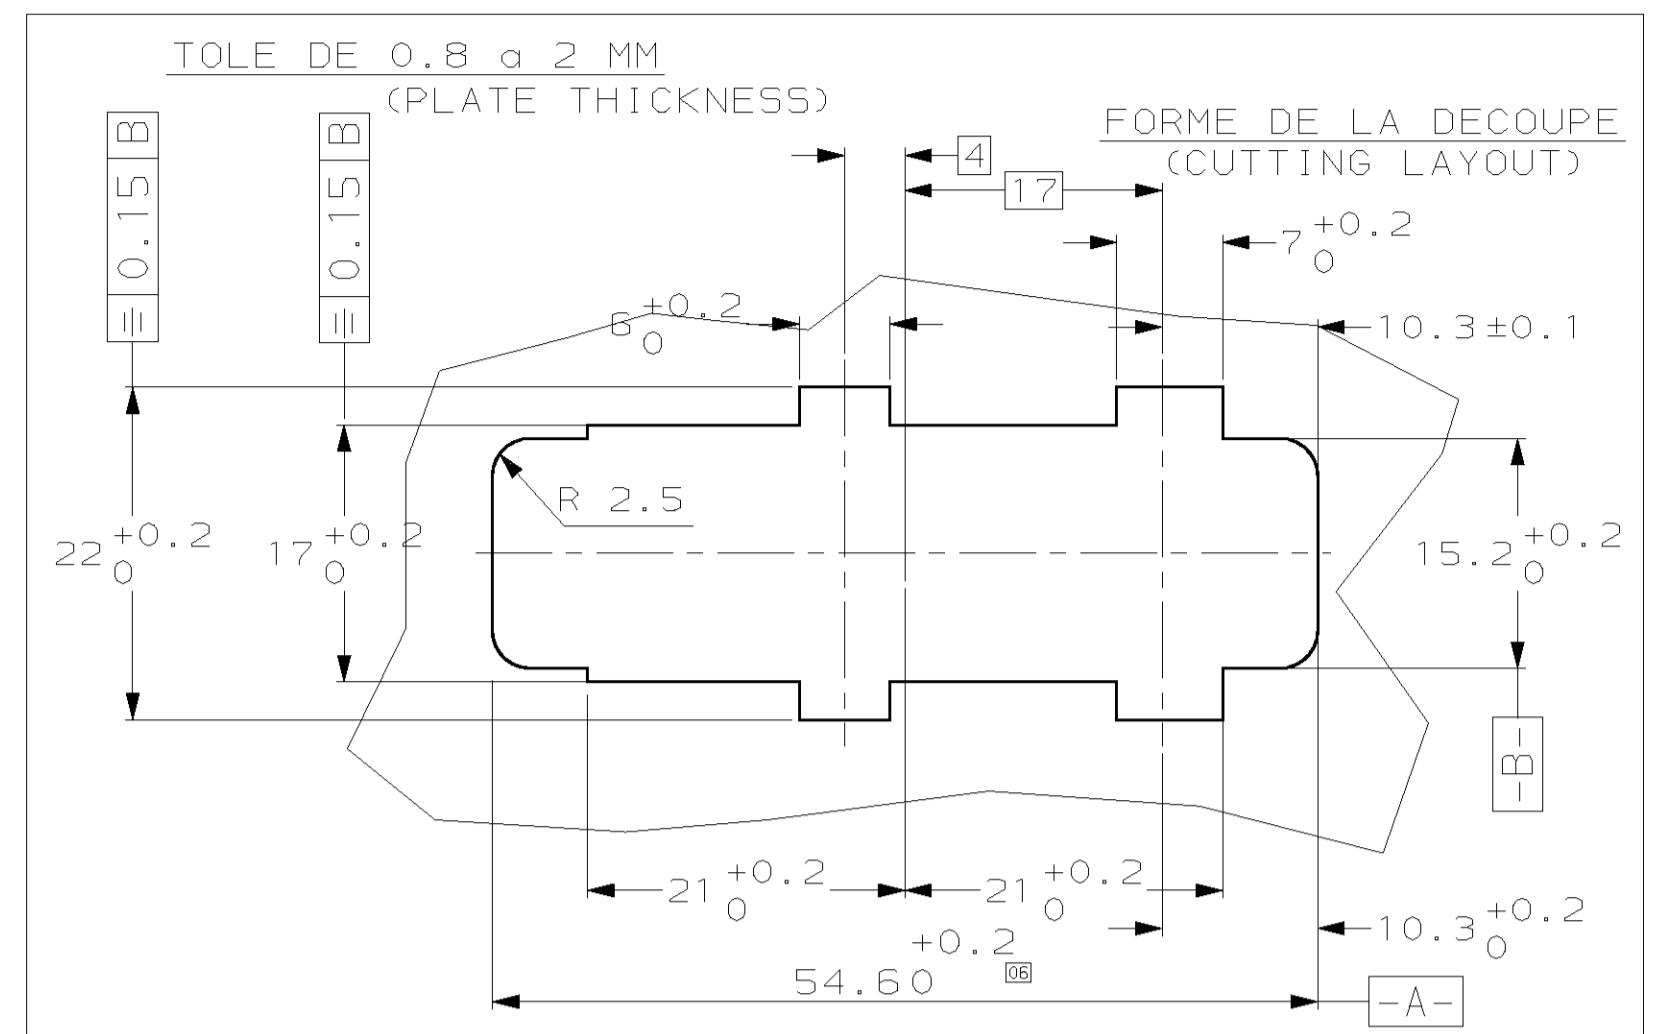 TOLE DE 0.8 a 2 MM
(PLATE THICKNESS)
FORME DE LA DECOUPE
(CUTTING LAYOUT)
⌯ 0.15 B
⌯ 0.15 B
4
17
7 +0.2 0
6 +0.2 0
10.3±0.1
R 2.5
22 +0.2 0
17 +0.2 0
15.2 +0.2 0
-B-
21 +0.2 0
21 +0.2 0
10.3 +0.2 0
54.60 +0.2 0
06
-A-